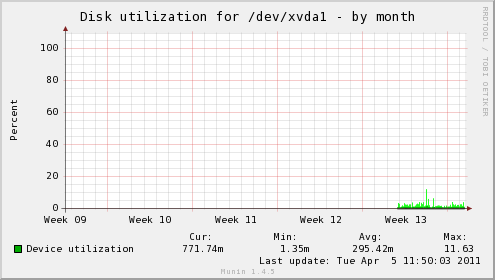 Disk utilization for /dev/xvda1 - by month
RRDTOOL / TOBI OETIKER
Percent
100
80
60
40
20
0
Week 09 Week 10 Week 11 Week 12 Week 13
Cur: Min: Avg: Max:
Device utilization 771.74m 1.35m 295.42m 11.63
Last update: Tue Apr 5 11:50:03 2011
Munin 1.4.5